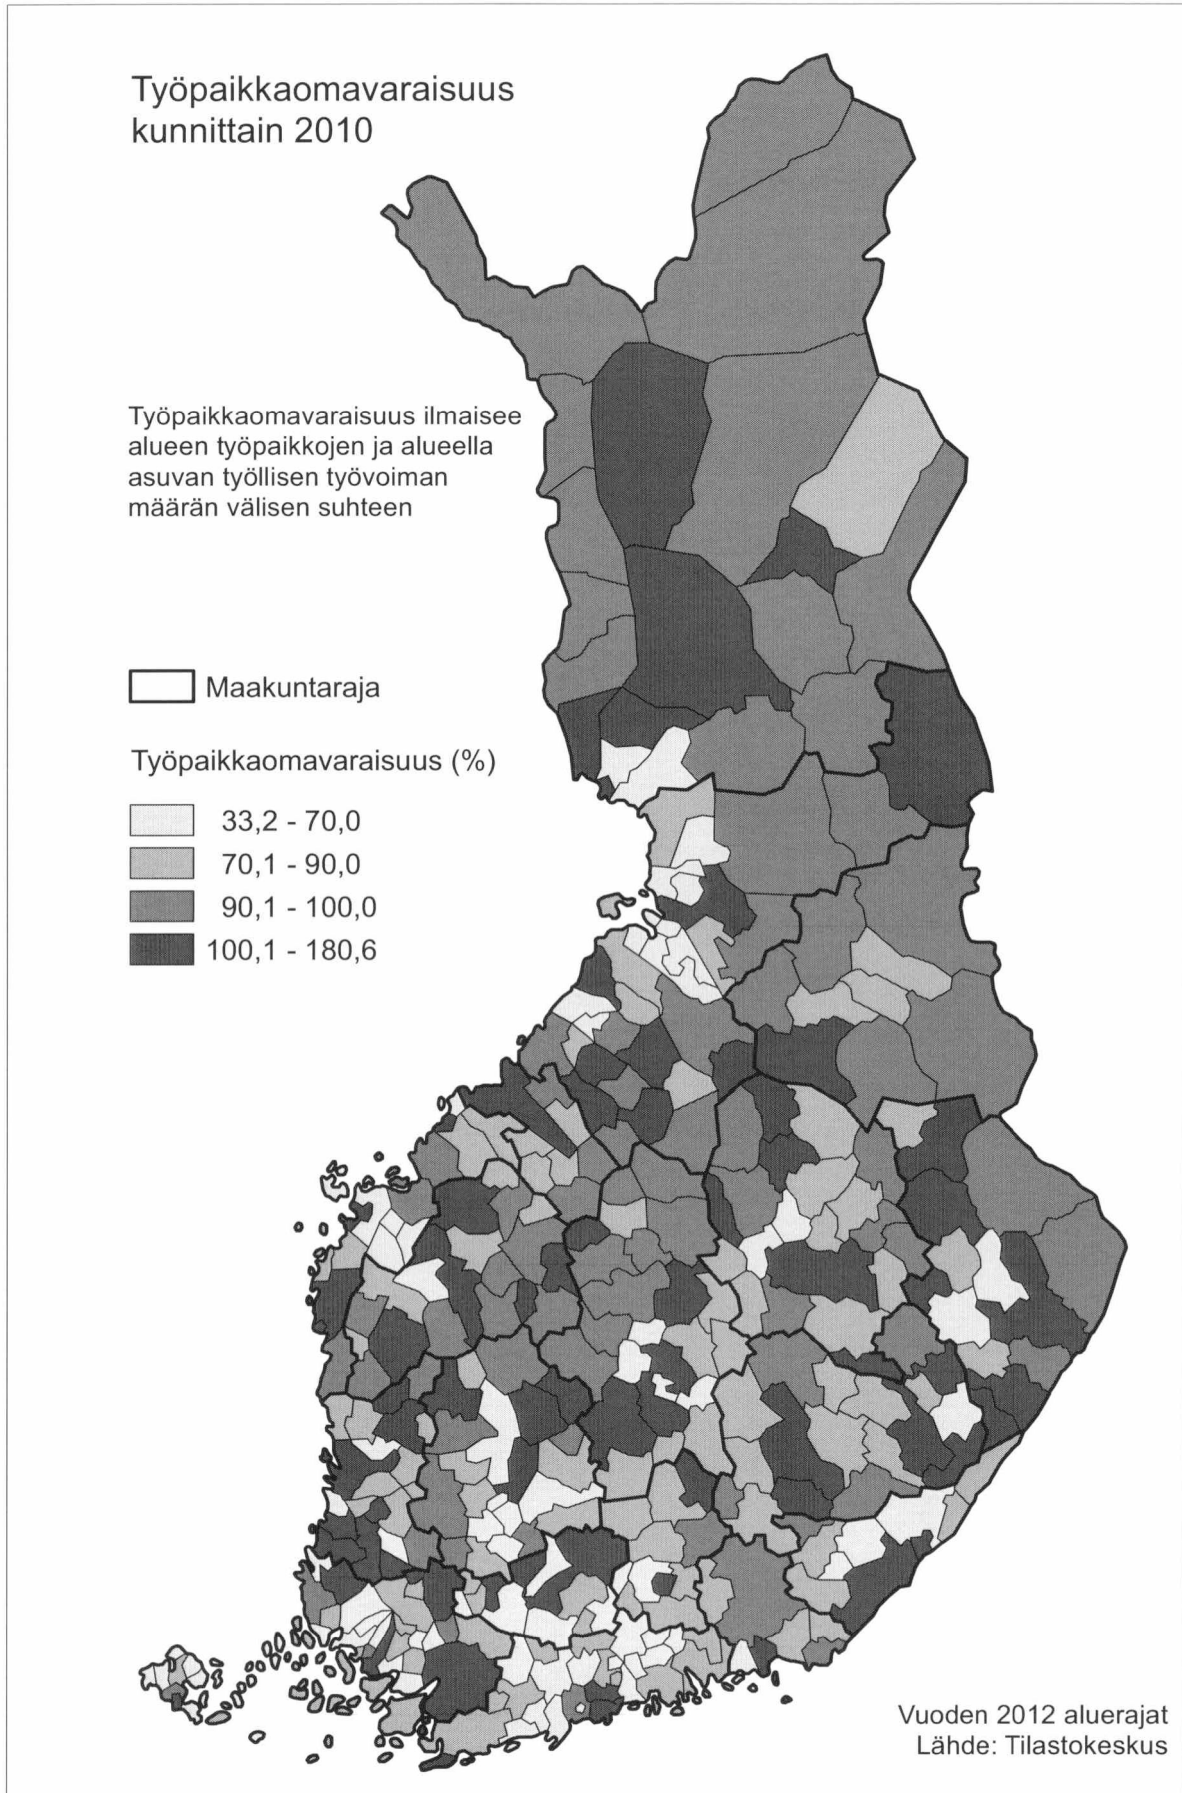 Työpaikkaomavaraisuus
kunnittain 2010
Työpaikkaomavaraisuus ilmaisee
alueen työpaikkojen ja alueella
asuvan työllisen työvoiman
määrän välisen suhteen
Maakuntaraja
Työpaikkaomavaraisuus (%)
33,2 - 70,0
70,1 - 90,0
90,1 - 100,0
100,1 - 180,6
Vuoden 2012 aluerajat
Lähde: Tilastokeskus